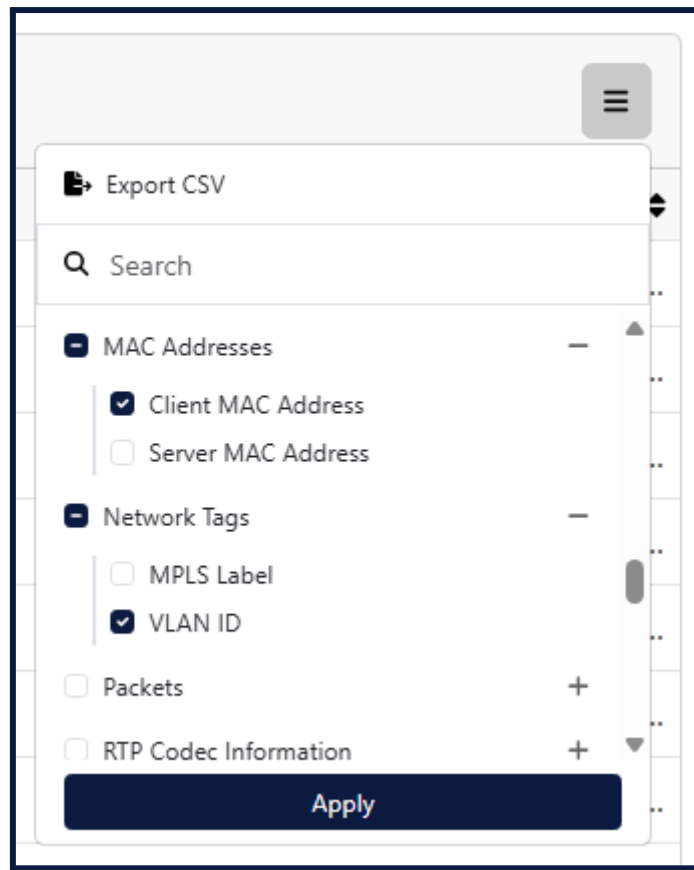 Export CSV
Search
MAC Addresses
Client MAC Address
Server MAC Address
Network Tags
MPLS Label
VLAN ID
Packets
RTP Codec Information
Apply